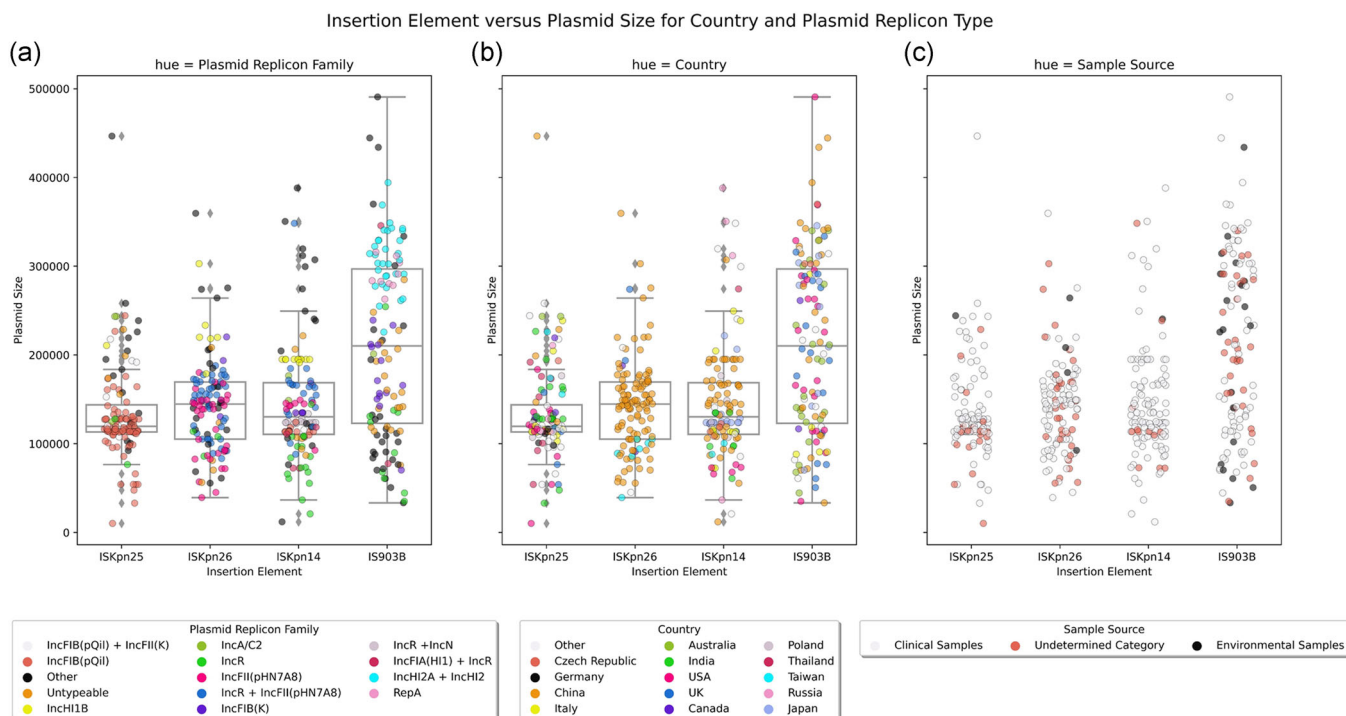 Insertion Element versus Plasmid Size for Country and Plasmid Replicon Type
(a)
hue = Plasmid Replicon Family
500000
400000
300000
200000
100000
0
Plasmid Size
ISKpn25 ISKpn26 ISKpn14 IS903B
Insertion Element
(b)
hue = Country
Plasmid Size
ISKpn25 ISKpn26 ISKpn14 IS903B
Insertion Element
(c)
hue = Sample Source
Plasmid Size
ISKpn25 ISKpn26 ISKpn14 IS903B
Insertion Element
Plasmid Replicon Family
IncFIB(pQil) + IncFII(K) IncA/C2 IncR +IncN
IncFIB(pQil) IncR IncFIA(HI1) + IncR
Other IncFII(pHN7A8) IncHI2A + IncHI2
Untypeable IncR + IncFII(pHN7A8) RepA
IncHI1B IncFIB(K)
Country
Other Australia Poland
Czech Republic India Thailand
Germany USA Taiwan
China UK Russia
Italy Canada Japan
Sample Source
Clinical Samples Undetermined Category Environmental Samples